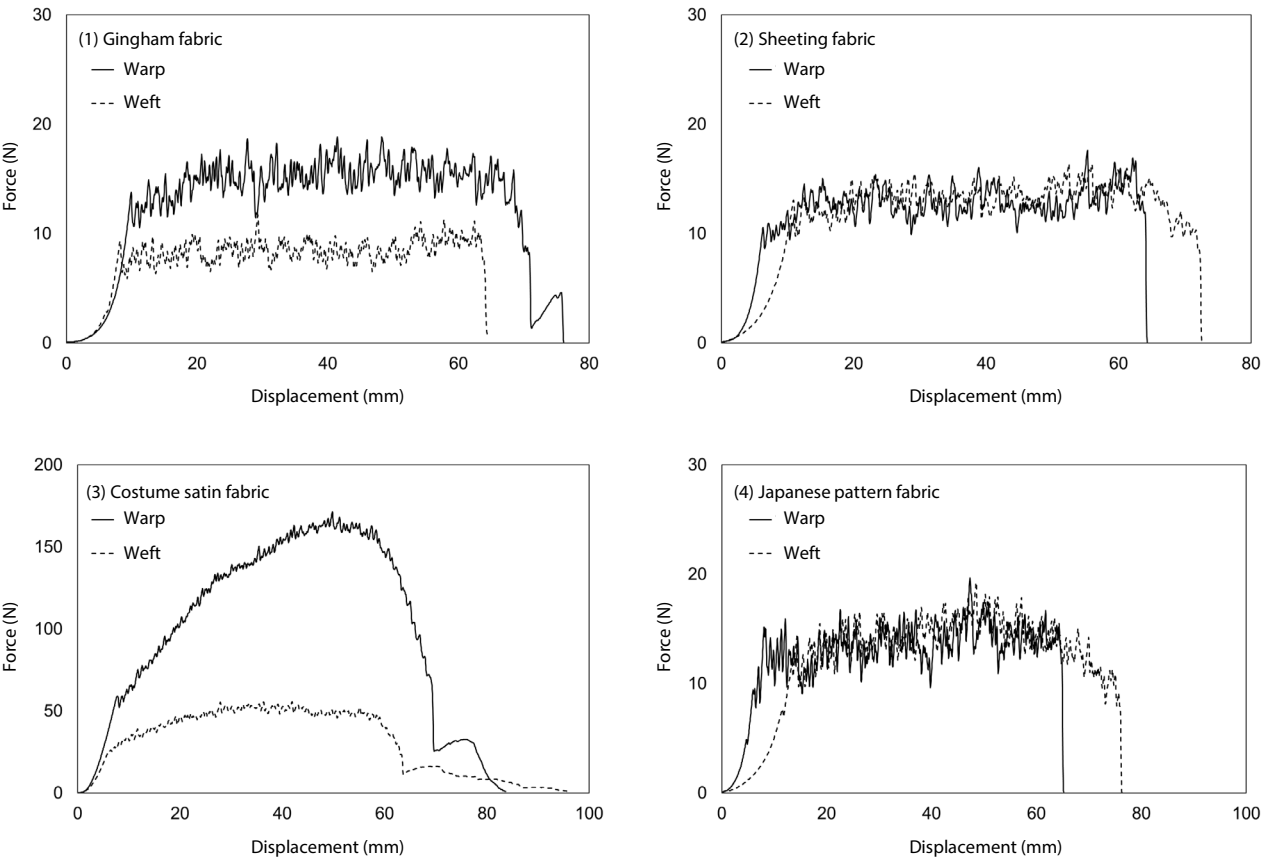 (1) Gingham fabric
Warp
Weft
Force (N)
30
20
10
0
0 20 40 60 80
Displacement (mm)
(2) Sheeting fabric
Warp
Weft
Force (N)
30
20
10
0
0 20 40 60 80
Displacement (mm)
(3) Costume satin fabric
Warp
Weft
Force (N)
200
150
100
50
0
0 20 40 60 80 100
Displacement (mm)
(4) Japanese pattern fabric
Warp
Weft
Force (N)
30
20
10
0
0 20 40 60 80 100
Displacement (mm)